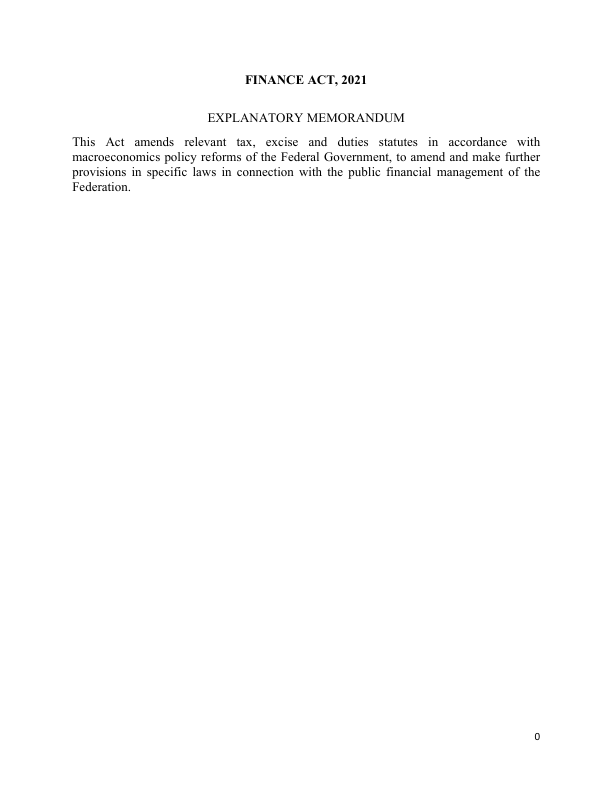 FINANCE ACT, 2021
EXPLANATORY MEMORANDUM
This Act amends relevant tax, excise and duties statutes in accordance with
macroeconomics policy reforms of the Federal Government, to amend and make further
provisions in specific laws in connection with the public financial management of the
Federation.
0